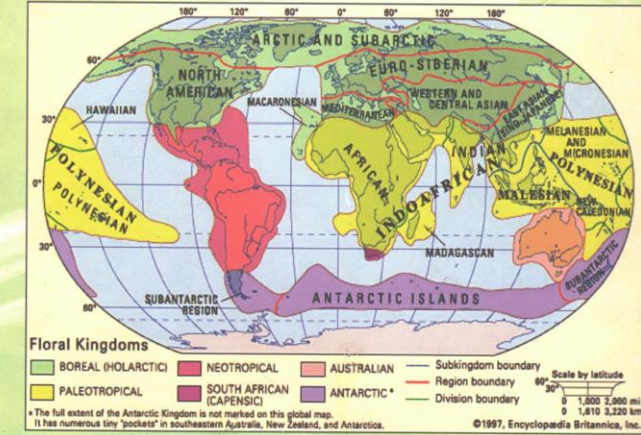 180° 120° 60° 0° 60° 120° 180°
ARCTIC AND SUBARCTIC
60°
EURO-SIBERIAN
NORTH
AMERICAN
WESTERN AND
CENTRAL ASIAN
MACARONESIAN
MEDITERRANEAN
EAST ASIAN
(SINO-JAPANESE)
HAWAIIAN
30°
MELANESIAN
AND
MICRONESIAN
INDIAN
AFRICAN
POLYNESIAN
POLYNESIAN
POLYNESIAN
INDOAFRICAN
MALESIAN
0°
NEW
CALEDONIAN
MADAGASCAN
30°
SUBANTARCTIC
REGION
SUBANTARCTIC
REGION
ANTARCTIC ISLANDS
60°
Floral Kingdoms
BOREAL (HOLARCTIC)
NEOTROPICAL
AUSTRALIAN
PALEOTROPICAL
SOUTH AFRICAN
(CAPENSIC)
ANTARCTIC*
Subkingdom boundary
Region boundary
Division boundary
Scale by latitude
60°
30°
0 1,000 2,000 mi
0 1,610 3,220 km
* The full extent of the Antarctic Kingdom is not marked on this global map.
It has numerous tiny "pockets" in southeastern Australia, New Zealand, and Antarctica.
©1997, Encyclopædia Britannica, Inc.